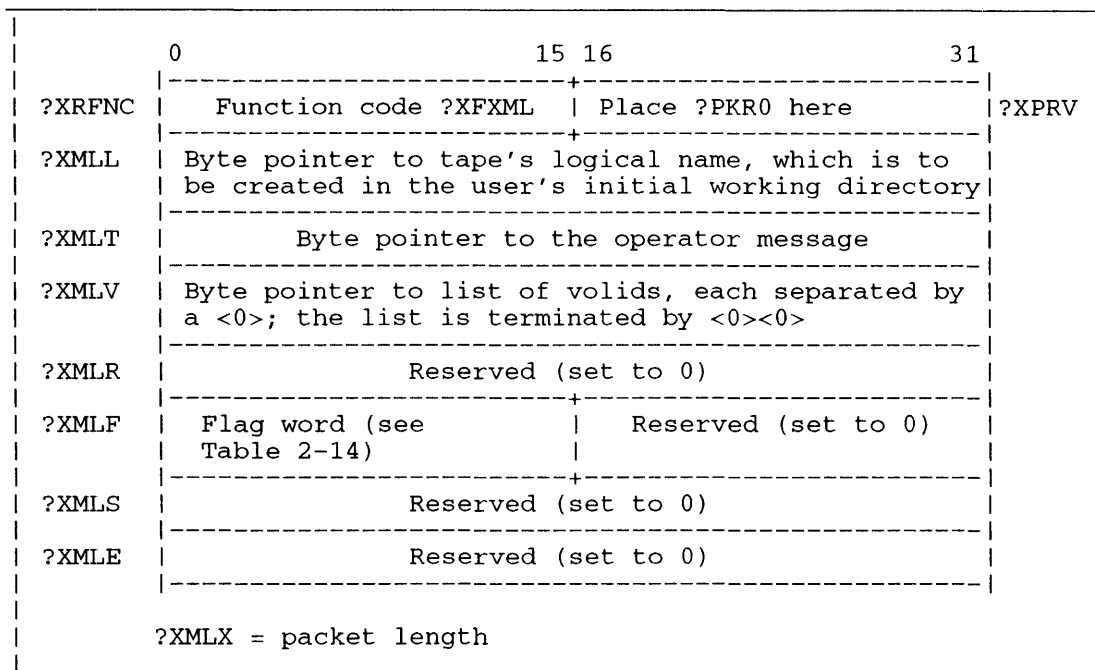 0 15 16 31
?XRFNC Function code ?XFXML Place ?PKR0 here ?XPRV
?XMLL Byte pointer to tape's logical name, which is to
be created in the user's initial working directory
?XMLT Byte pointer to the operator message
?XMLV Byte pointer to list of volids, each separated by
a <0>; the list is terminated by <0><0>
?XMLR Reserved (set to 0)
?XMLF Flag word (see Reserved (set to 0)
Table 2-14)
?XMLS Reserved (set to 0)
?XMLE Reserved (set to 0)
?XMLX = packet length